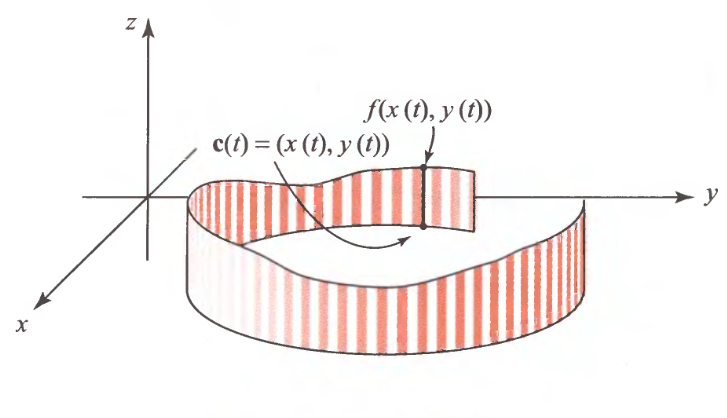 z
f(x (t), y (t))
c(t) = (x (t), y (t))
y
x